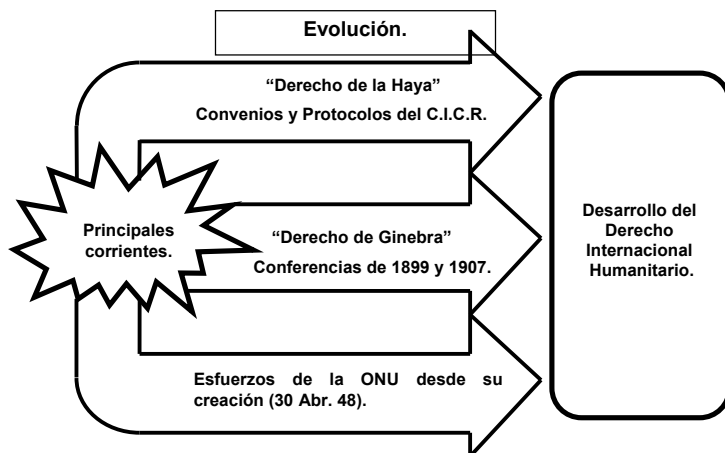 Evolución.
“Derecho de la Haya”
Convenios y Protocolos del C.I.C.R.
Principales
corrientes.
“Derecho de Ginebra”
Conferencias de 1899 y 1907.
Esfuerzos de la ONU desde su
creación (30 Abr. 48).
Desarrollo del
Derecho
Internacional
Humanitario.